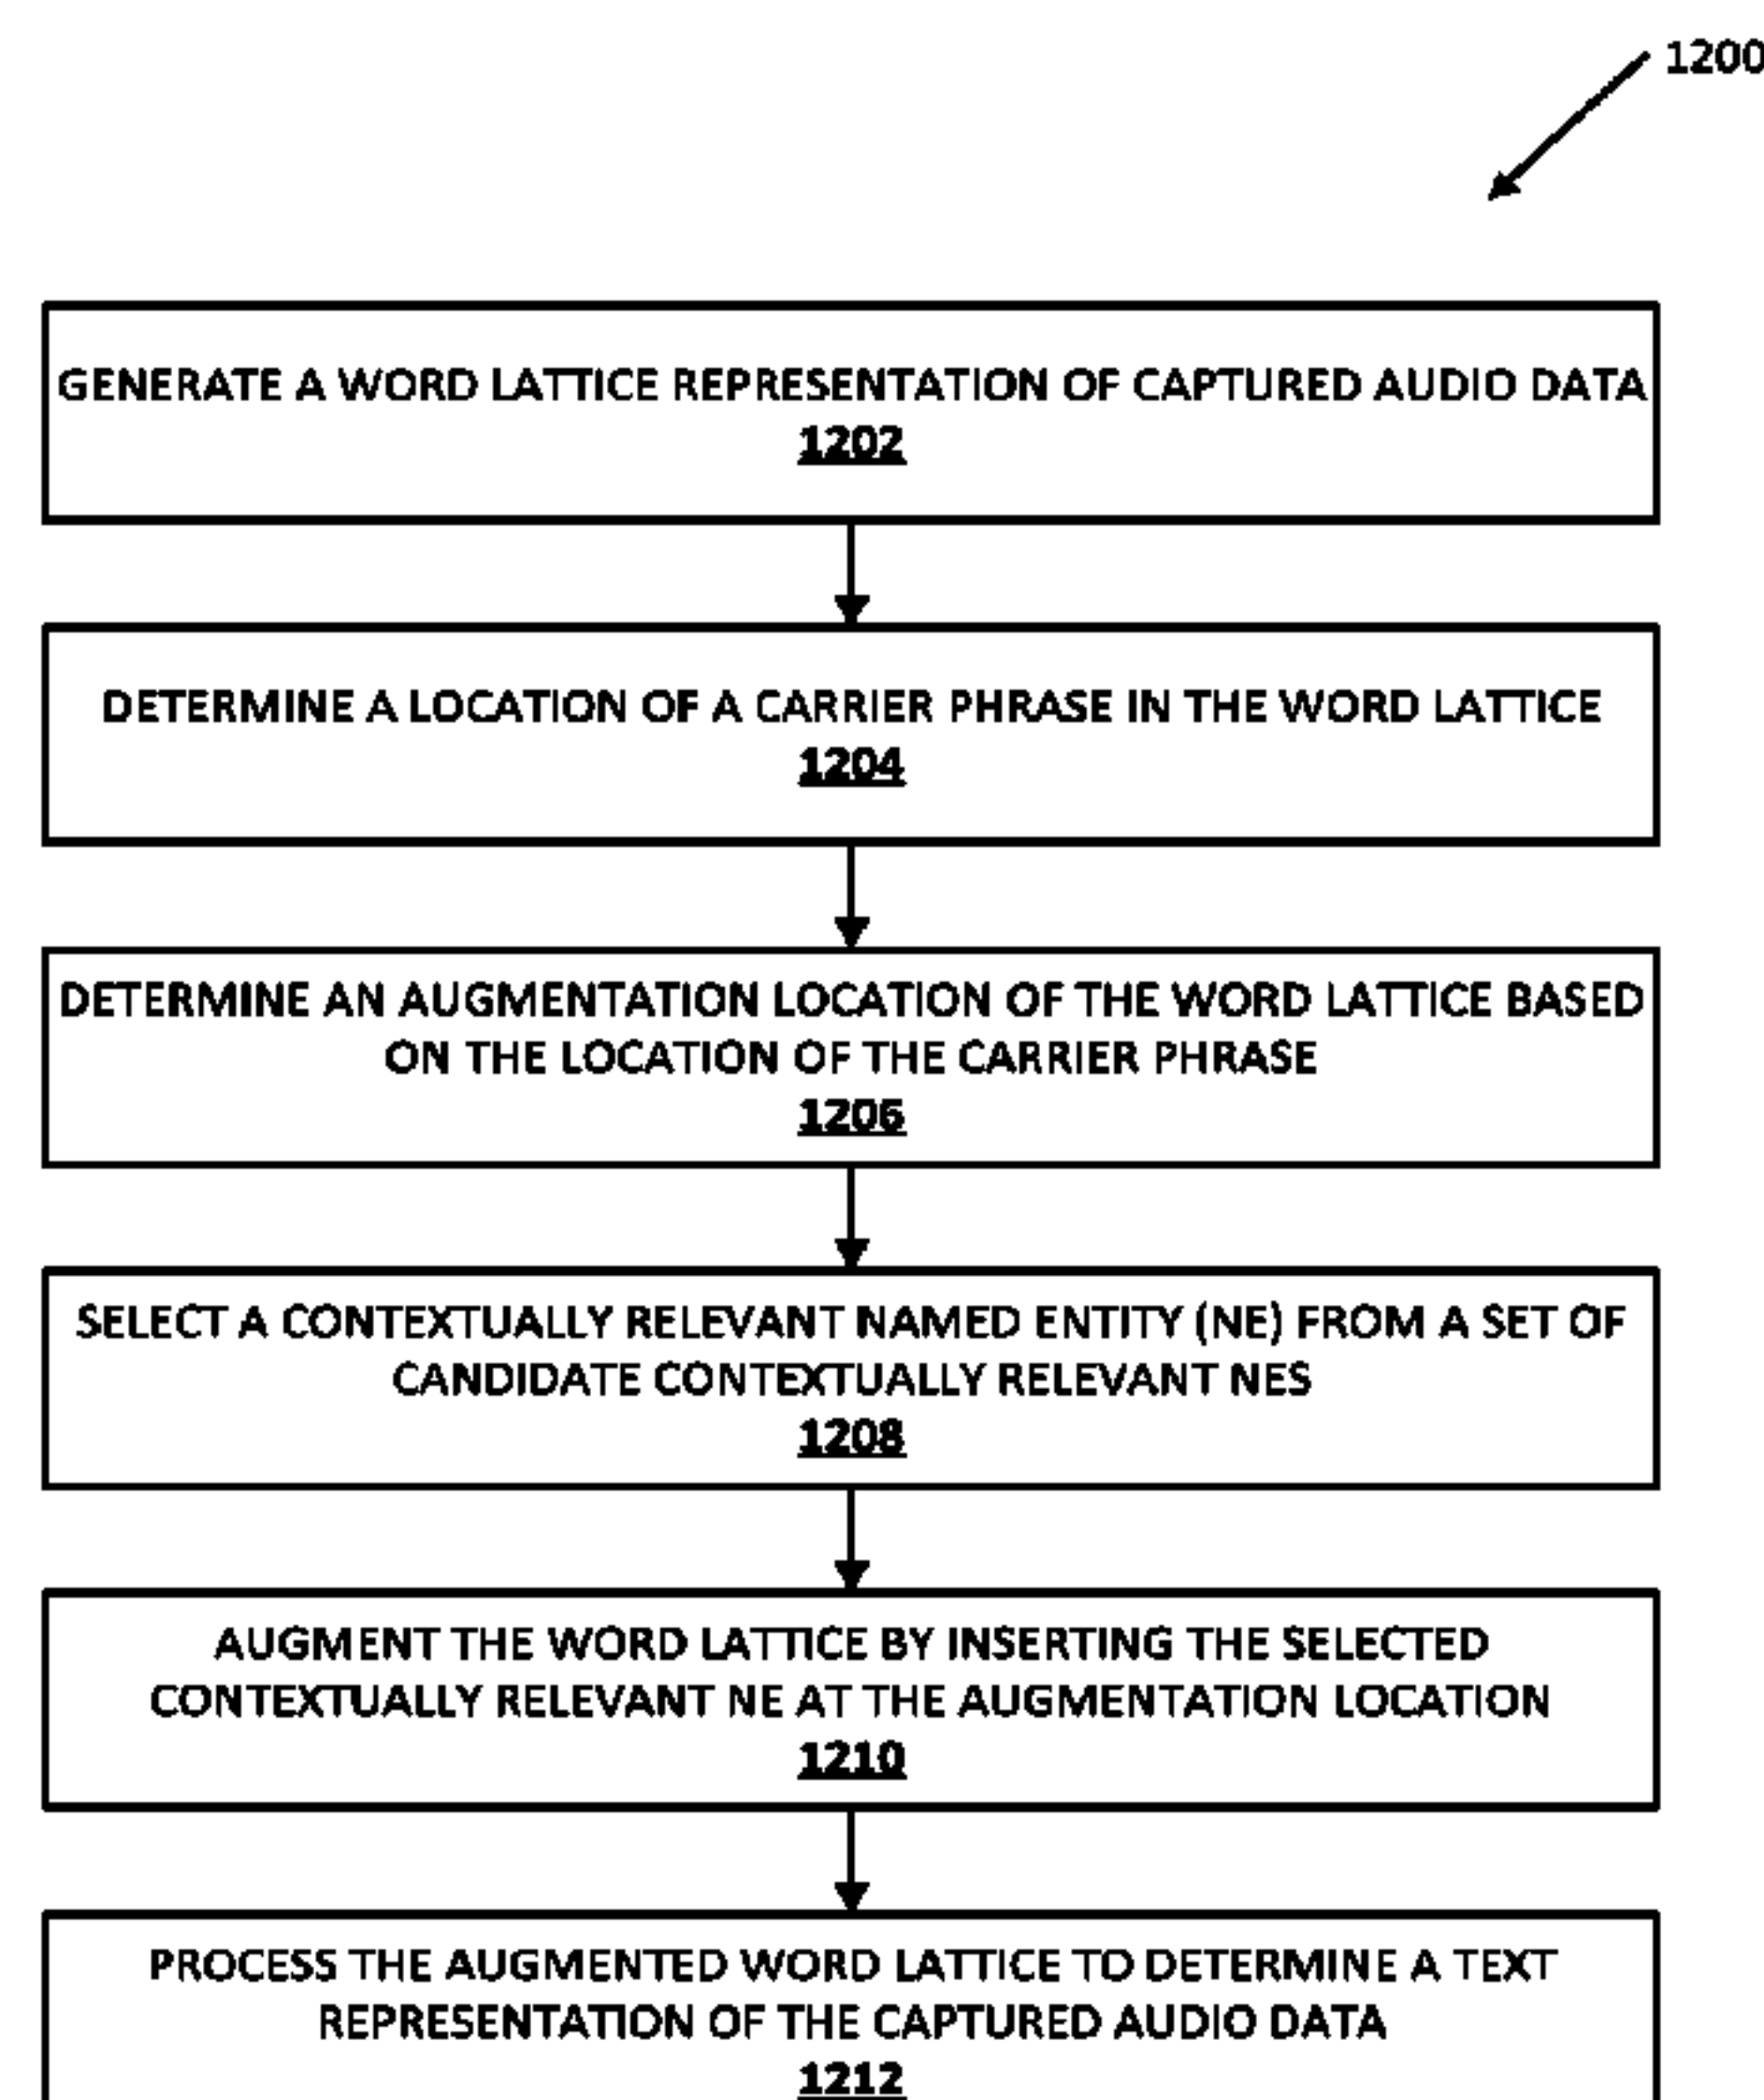 1200
GENERATE A WORD LATTICE REPRESENTATION OF CAPTURED AUDIO DATA
1202
DETERMINE A LOCATION OF A CARRIER PHRASE IN THE WORD LATTICE
1204
DETERMINE AN AUGMENTATION LOCATION OF THE WORD LATTICE BASED
ON THE LOCATION OF THE CARRIER PHRASE
1206
SELECT A CONTEXTUALLY RELEVANT NAMED ENTITY (NE) FROM A SET OF
CANDIDATE CONTEXTUALLY RELEVANT NES
1208
AUGMENT THE WORD LATTICE BY INSERTING THE SELECTED
CONTEXTUALLY RELEVANT NE AT THE AUGMENTATION LOCATION
1210
PROCESS THE AUGMENTED WORD LATTICE TO DETERMINE A TEXT
REPRESENTATION OF THE CAPTURED AUDIO DATA
1212